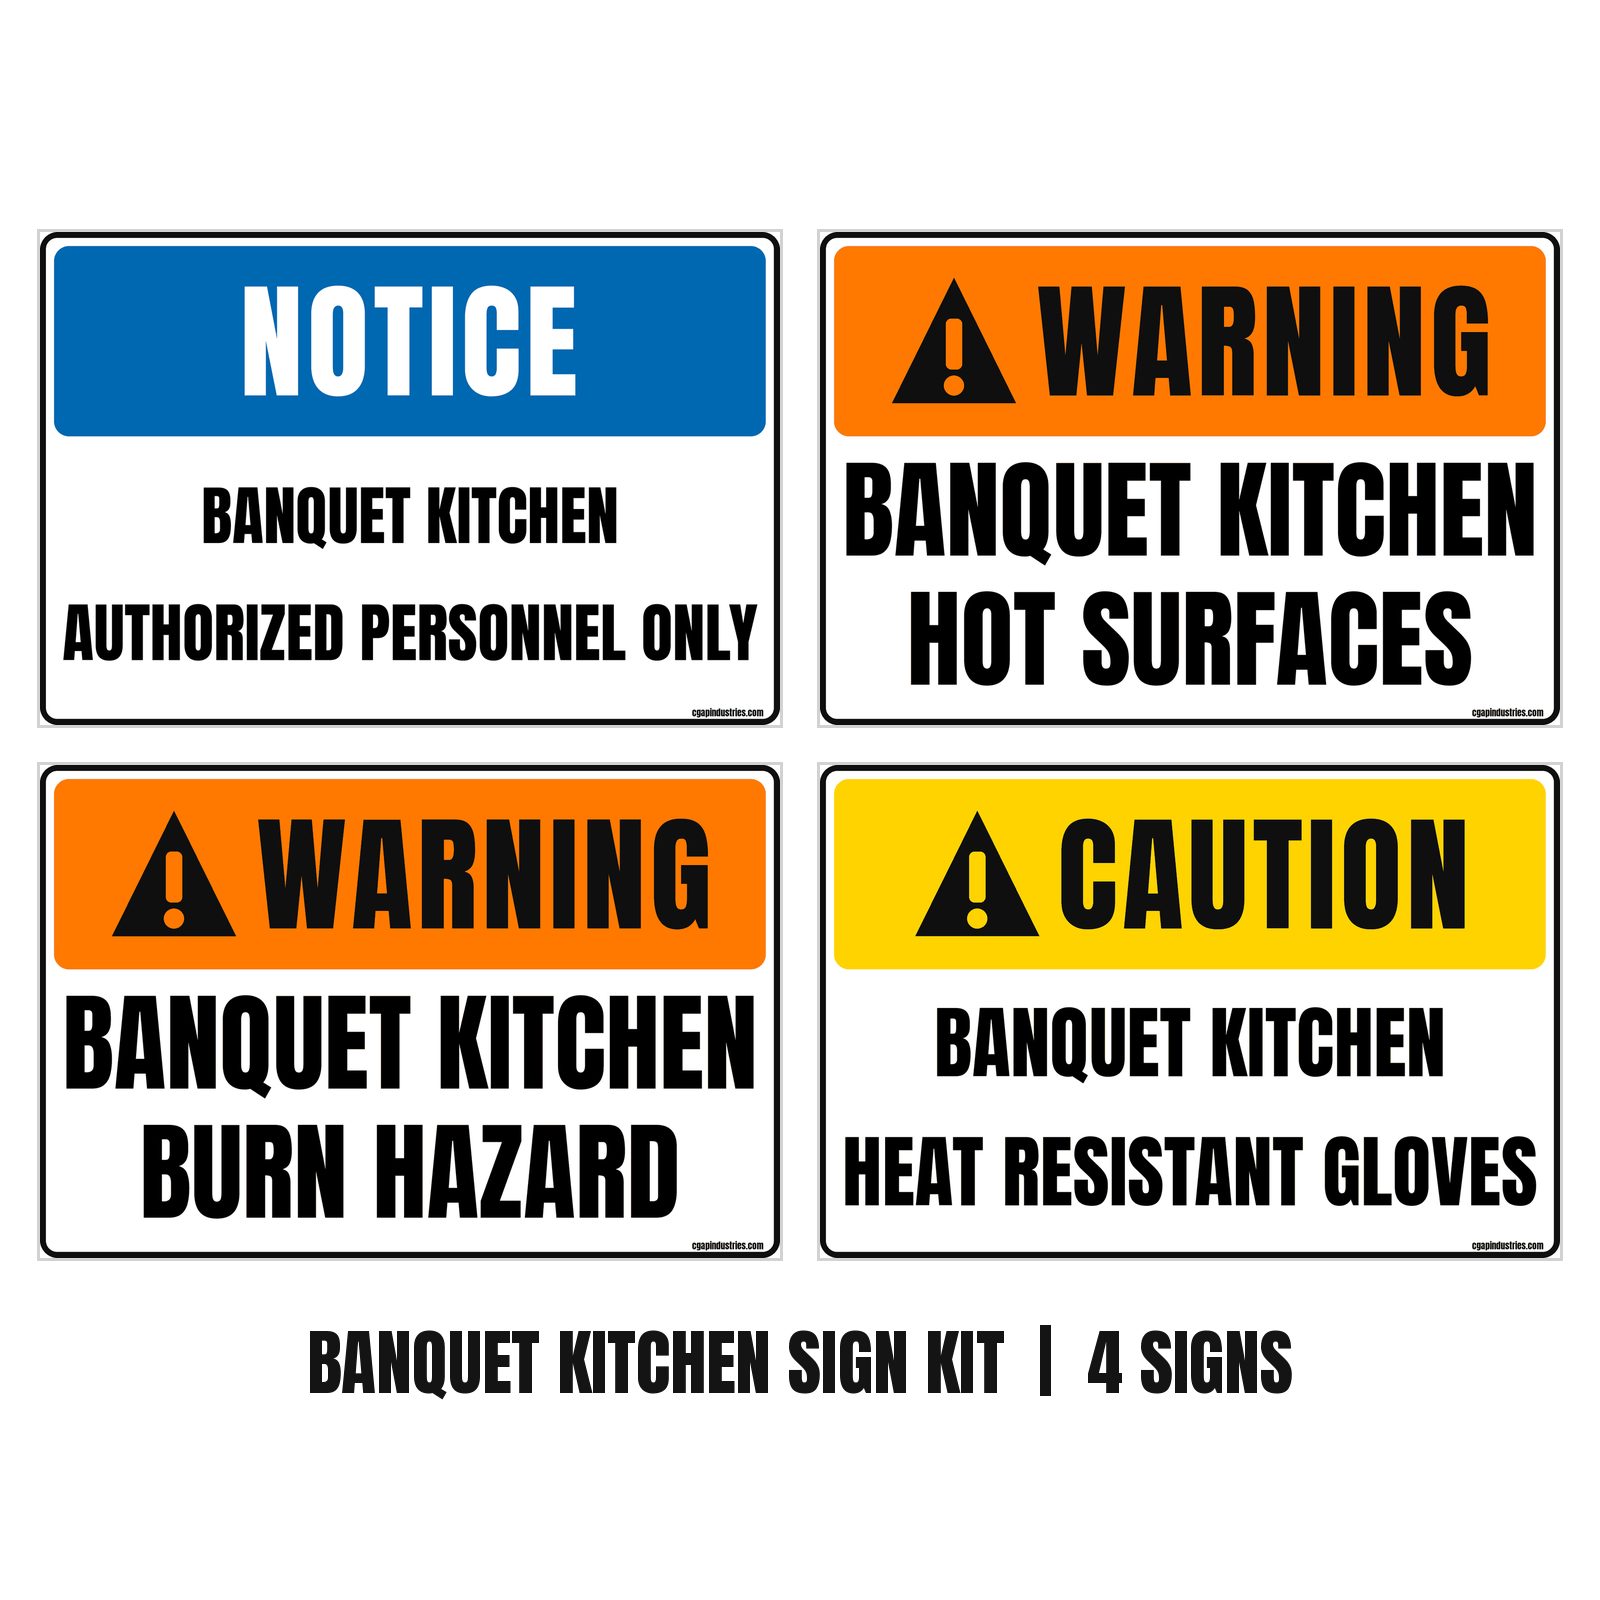 NOTICE
BANQUET KITCHEN
AUTHORIZED PERSONNEL ONLY
cgapindustries.com
WARNING
BANQUET KITCHEN
HOT SURFACES
cgapindustries.com
WARNING
BANQUET KITCHEN
BURN HAZARD
cgapindustries.com
CAUTION
BANQUET KITCHEN
HEAT RESISTANT GLOVES
cgapindustries.com
BANQUET KITCHEN SIGN KIT | 4 SIGNS